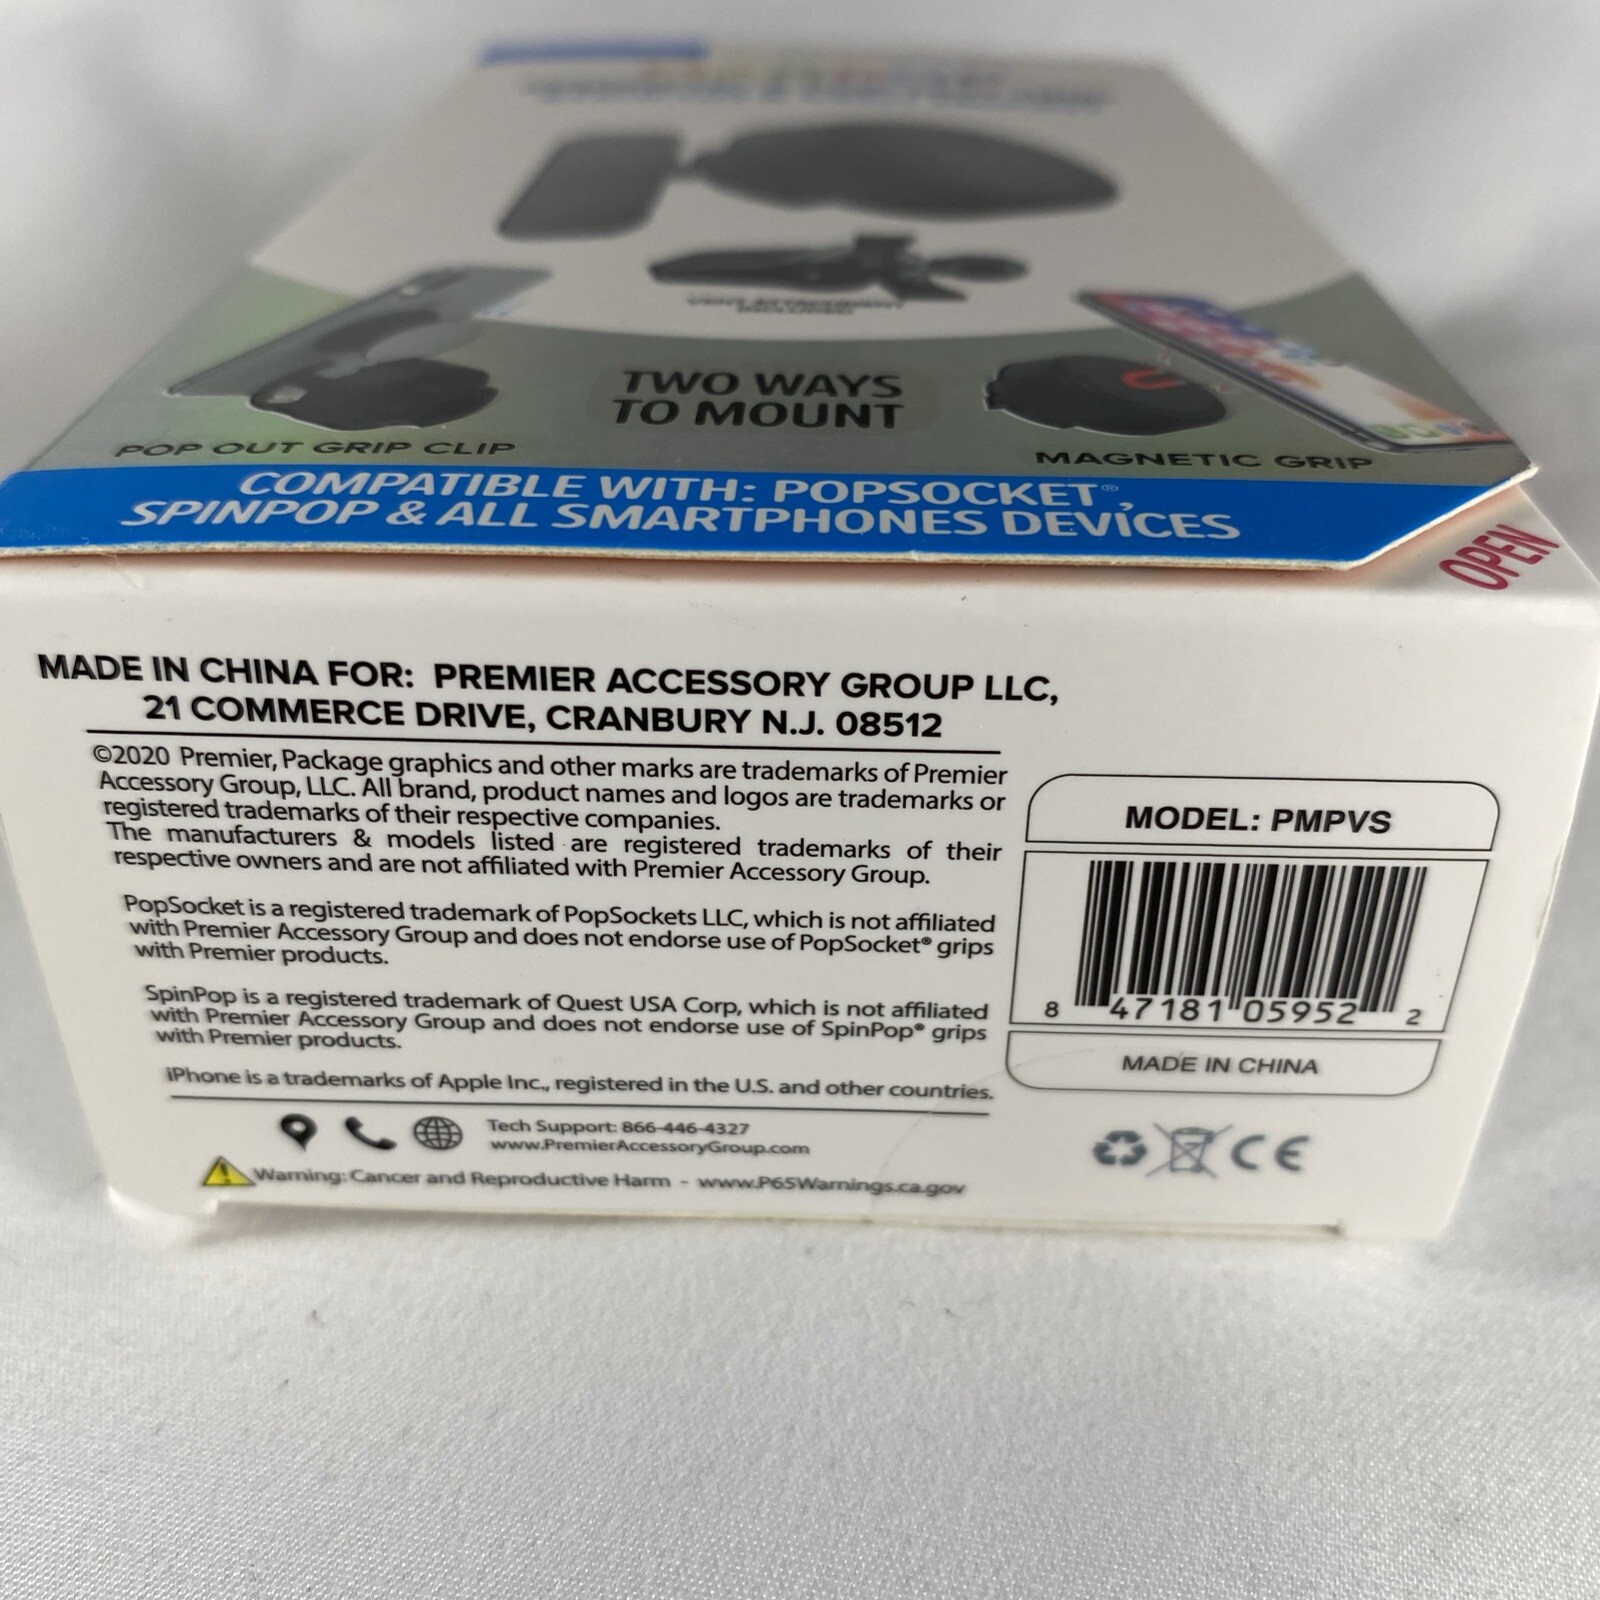 VENT ATTACHMENT
INCLUDED
TWO WAYS
TO MOUNT
POP OUT GRIP CLIP
MAGNETIC GRIP
COMPATIBLE WITH: POPSOCKET®,
SPINPOP & ALL SMARTPHONES DEVICES
OPEN
MADE IN CHINA FOR: PREMIER ACCESSORY GROUP LLC,
21 COMMERCE DRIVE, CRANBURY N.J. 08512
©2020 Premier, Package graphics and other marks are trademarks of Premier
Accessory Group, LLC. All brand, product names and logos are trademarks or
registered trademarks of their respective companies.
The manufacturers & models listed are registered trademarks of their
respective owners and are not affiliated with Premier Accessory Group.
PopSocket is a registered trademark of PopSockets LLC, which is not affiliated
with Premier Accessory Group and does not endorse use of PopSocket® grips
with Premier products.
SpinPop is a registered trademark of Quest USA Corp, which is not affiliated
with Premier Accessory Group and does not endorse use of SpinPop® grips
with Premier products.
iPhone is a trademarks of Apple Inc., registered in the U.S. and other countries.
Tech Support: 866-446-4327
www.PremierAccessoryGroup.com
Warning: Cancer and Reproductive Harm - www.P65Warnings.ca.gov
MODEL: PMPVS
8 47181 05952 2
MADE IN CHINA
CE